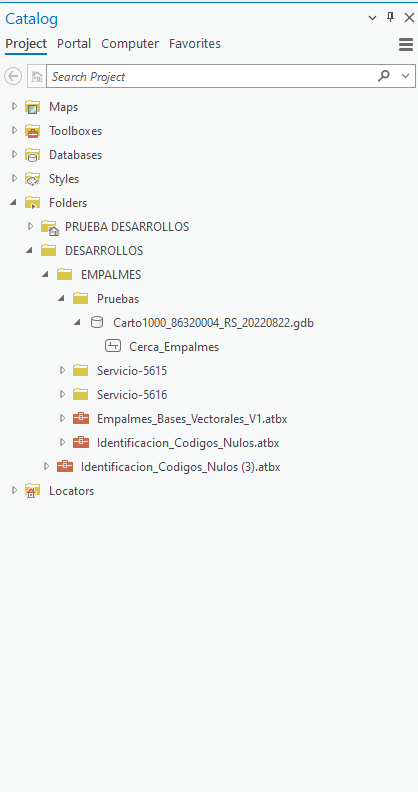 Catalog
Project Portal Computer Favorites
Search Project
Maps
Toolboxes
Databases
Styles
Folders
PRUEBA DESARROLLOS
DESARROLLOS
EMPALMES
Pruebas
Carto1000_86320004_RS_20220822.gdb
Cerca_Empalmes
Servicio-5615
Servicio-5616
Empalmes_Bases_Vectorales_V1.atbx
Identificacion_Codigos_Nulos.atbx
Identificacion_Codigos_Nulos (3).atbx
Locators